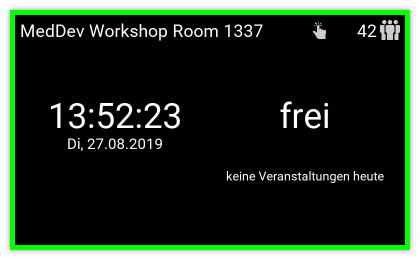 MedDev Workshop Room 1337 42
13:52:23 frei
Di, 27.08.2019
keine Veranstaltungen heute